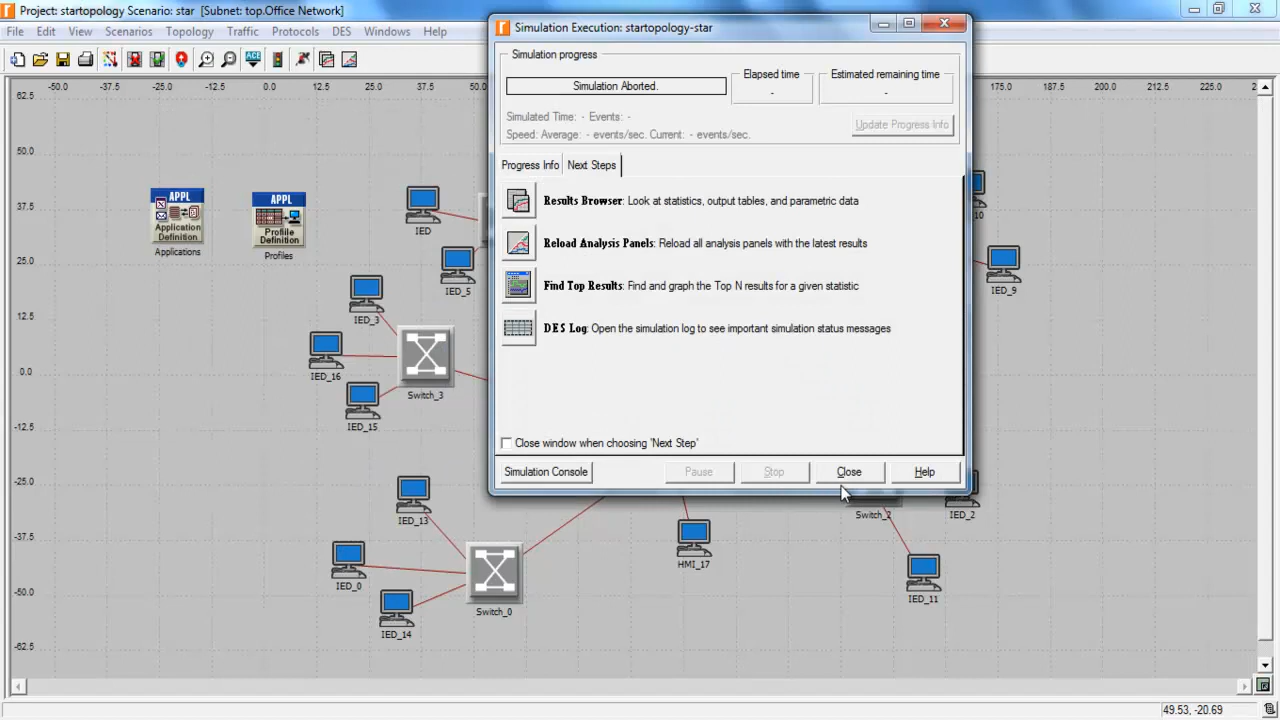 Project: startopology Scenario: star [Subnet: top.Office Network]
File Edit View Scenarios Topology Traffic Protocols DES Windows Help
Simulation Execution: startopology-star
Simulation progress
Simulation Aborted.
Elapsed time
-
Estimated remaining time
-
Simulated Time: - Events: -
Speed: Average: - events/sec. Current: - events/sec.
Update Progress Info
Progress Info Next Steps
Results Browser: Look at statistics, output tables, and parametric data
Reload Analysis Panels: Reload all analysis panels with the latest results
Find Top Results: Find and graph the Top N results for a given statistic
DES Log: Open the simulation log to see important simulation status messages
Close window when choosing 'Next Step'
Simulation Console Pause Stop Close Help
-50.0 -37.5 -25.0 -12.5 0.0 12.5 25.0 37.5 50.0 175.0 187.5 200.0 212.5 225.0
62.5
50.0
37.5
25.0
12.5
0.0
-12.5
-25.0
-37.5
-50.0
-62.5
APPL
Application
Definition
Applications
APPL
Profile
Definition
Profiles
IED
IED_5
IED_3
IED_16
IED_15
Switch_3
10
IED_9
IED_13
IED_0
IED_14
Switch_0
HMI_17
Switch_2
IED_2
IED_11
49.53, -20.69